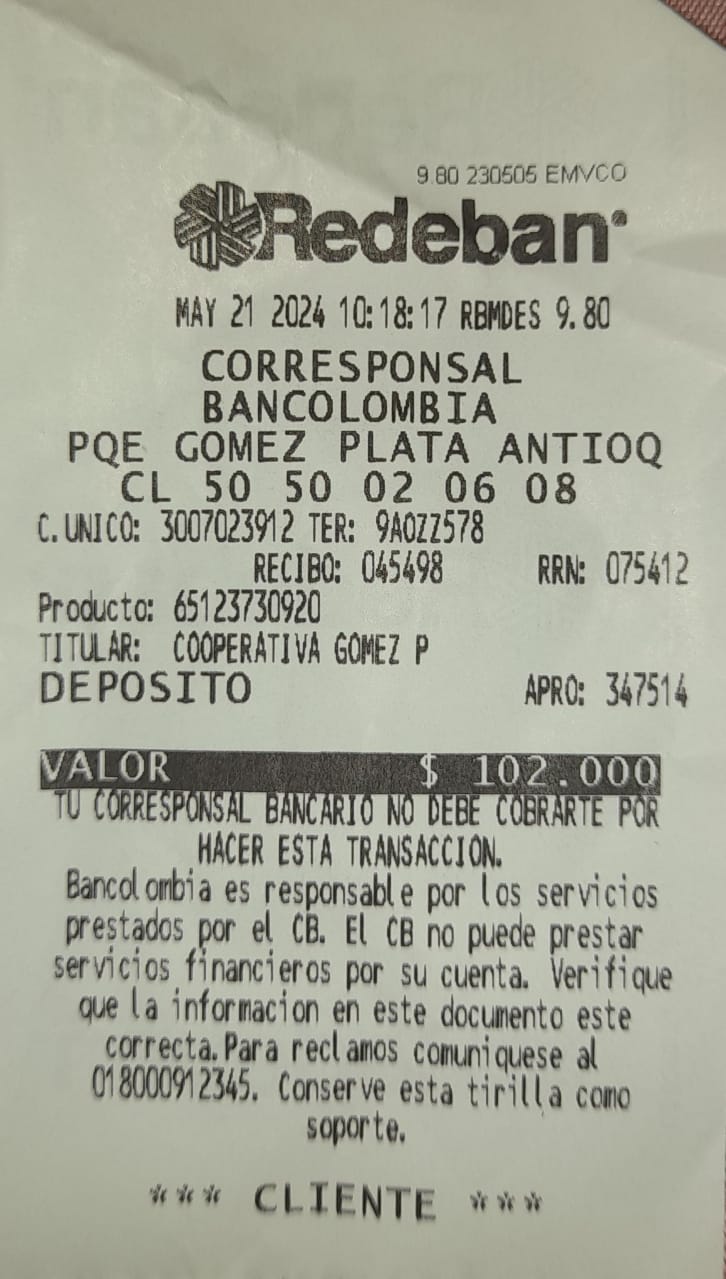 9.80 230505 EMVCO
Redeban
MAY 21 2024 10:18:17 RBMDES 9.80
CORRESPONSAL
BANCOLOMBIA
PQE GOMEZ PLATA ANTIOQ
CL 50 50 02 06 08
C.UNICO: 3007023912 TER: 9AOZZ578
RECIBO: 045498 RRN: 075412
Producto: 65123730920
TITULAR: COOPERATIVA GOMEZ P
DEPOSITO APRO: 347514
VALOR $ 102.000
TU CORRESPONSAL BANCARIO NO DEBE COBRARTE POR
HACER ESTA TRANSACCION.
Bancolombia es responsable por los servicios
prestados por el CB. El CB no puede prestar
servicios financieros por su cuenta. Verifique
que la informacion en este documento este
correcta.Para reclamos comuniquese al
018000912345. Conserve esta tirilla como
soporte.
*** CLIENTE ***